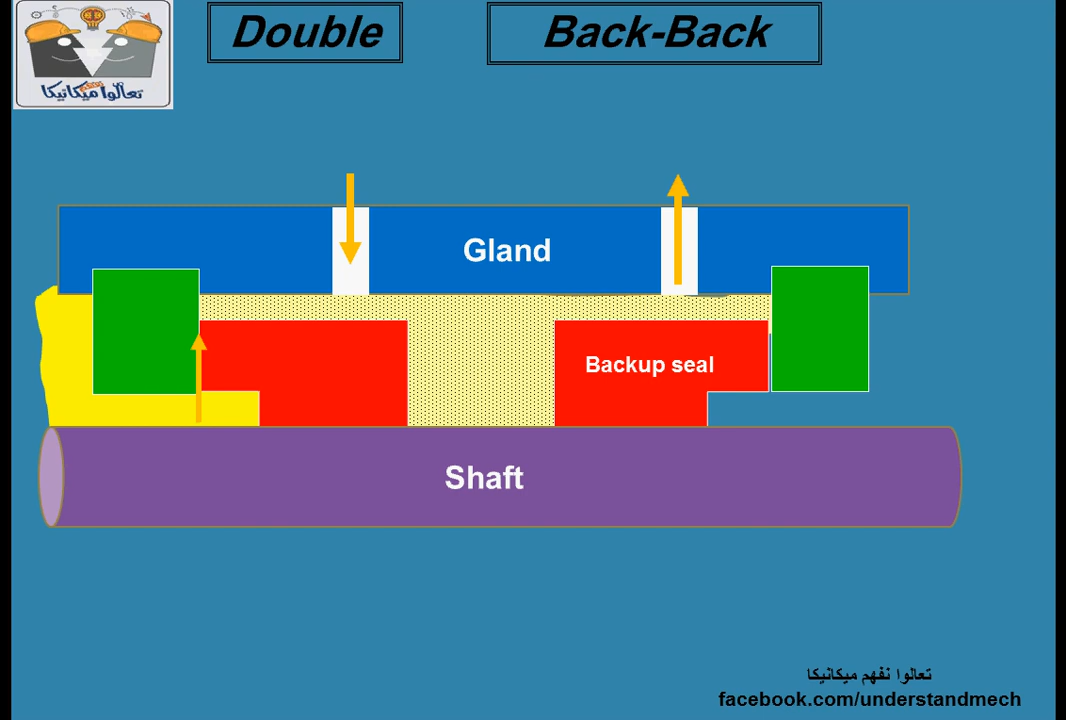 Double
Back-Back
تعالوا ميكانيكا
Gland
Backup seal
Shaft
تعالوا نفهم ميكانيكا
facebook.com/understandmech